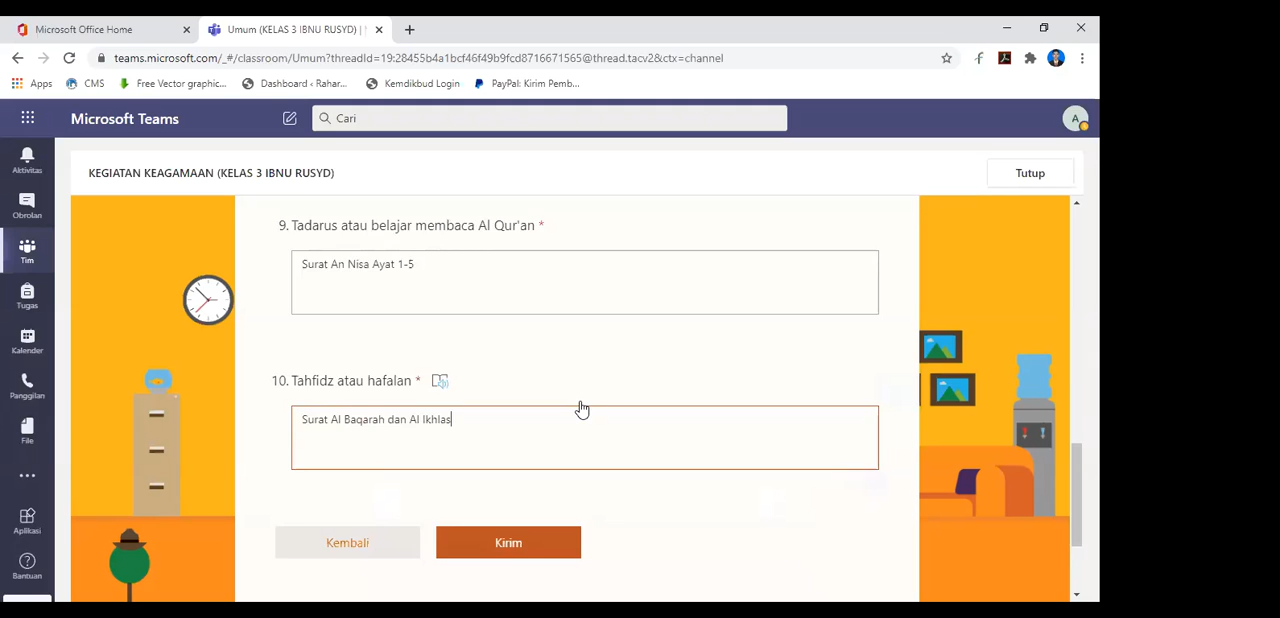 Microsoft Office Home
Umum (KELAS 3 IBNU RUSYD) |
teams.microsoft.com/_#/classroom/Umum?threadId=19:28455b4a1bcf46f49b9fcd8716671565@thread.tacv2&ctx=channel
Apps
CMS
Free Vector graphic...
Dashboard ‹ Rahar...
Kemdikbud Login
PayPal: Kirim Pemb...
Microsoft Teams
Cari
A
Aktivitas
Obrolan
Tim
Tugas
Kalender
Panggilan
File
Aplikasi
Bantuan
KEGIATAN KEAGAMAAN (KELAS 3 IBNU RUSYD)
Tutup
9. Tadarus atau belajar membaca Al Qur'an *
Surat An Nisa Ayat 1-5
10. Tahfidz atau hafalan *
Surat Al Baqarah dan Al Ikhlas
Kembali
Kirim